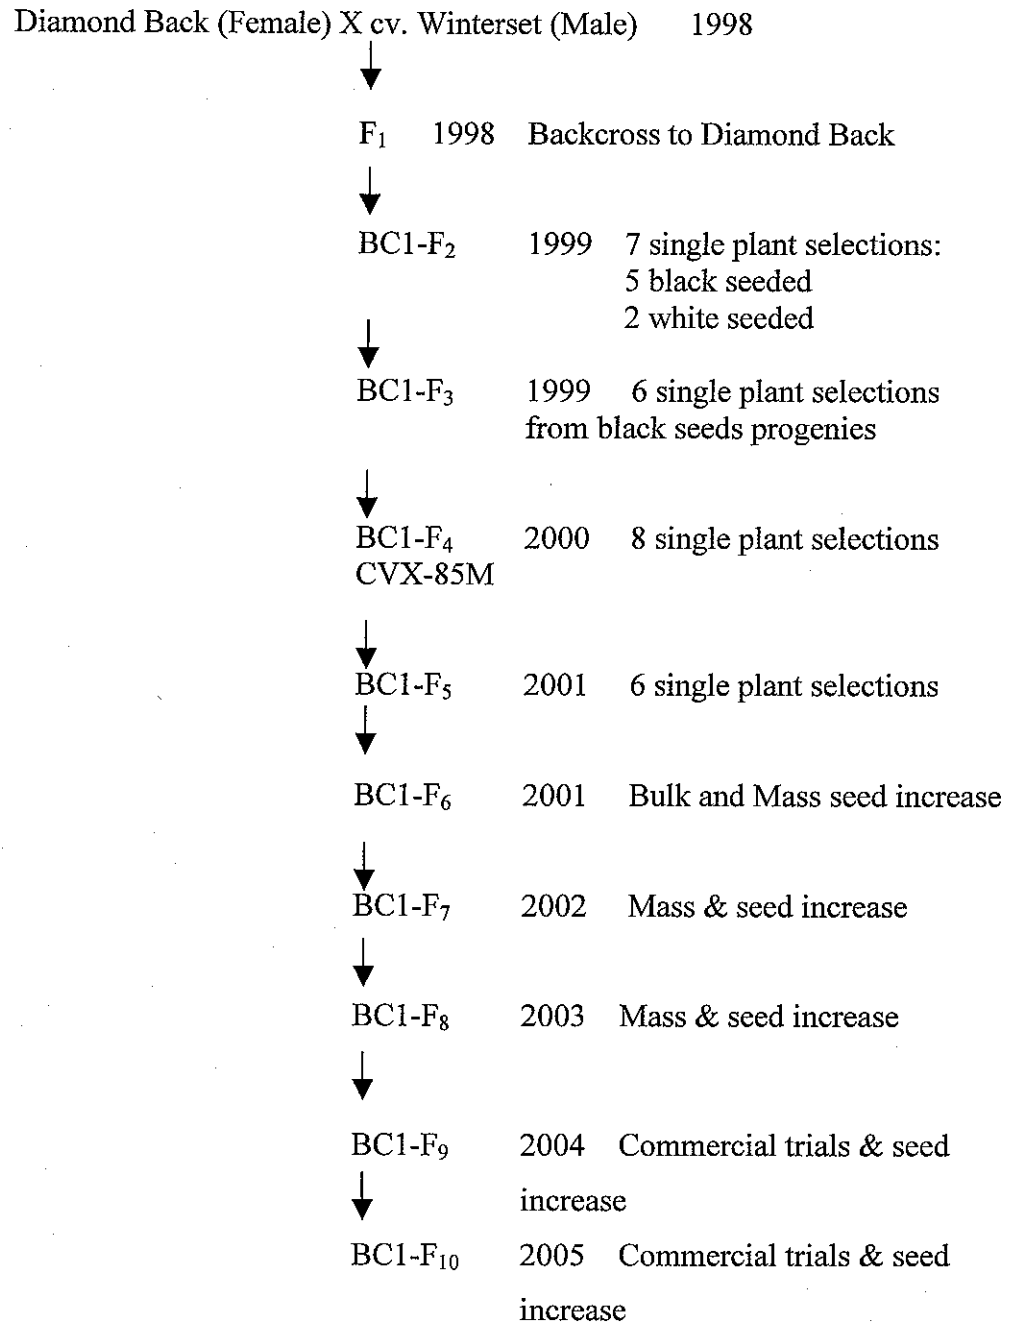 Diamond Back (Female) X cv. Winterset (Male) 1998
F₁ 1998 Backcross to Diamond Back
BC1-F₂ 1999 7 single plant selections:
5 black seeded
2 white seeded
BC1-F₃ 1999 6 single plant selections
from black seeds progenies
BC1-F₄ 2000 8 single plant selections
CVX-85M
BC1-F₅ 2001 6 single plant selections
BC1-F₆ 2001 Bulk and Mass seed increase
BC1-F₇ 2002 Mass & seed increase
BC1-F₈ 2003 Mass & seed increase
BC1-F₉ 2004 Commercial trials & seed
increase
BC1-F₁₀ 2005 Commercial trials & seed
increase